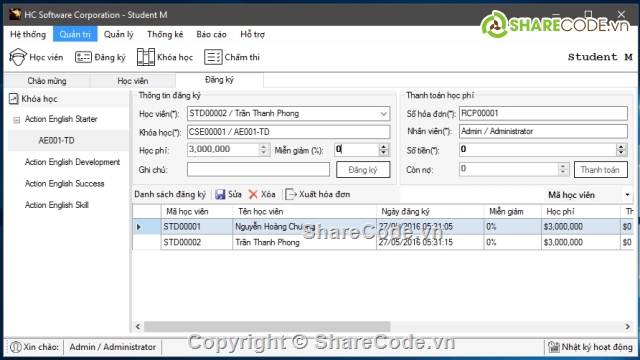 HC Software Corporation - Student M
SHARECODE.VN
Hệ thống Quản trị Quản lý Thống kê Báo cáo Hỗ trợ
Học viên Đăng ký Khóa học Chấm thi Student M
Chào mừng Học viên Đăng ký
Khóa học
Action English Starter
AE001-TD
Action English Development
Action English Success
Action English Skill
Thông tin đăng ký
Học viên(*): STD00002 / Trần Thanh Phong
Khóa học(*): CSE00001 / AE001-TD
Học phí: 3,000,000 Miễn giảm (%): 0
Ghi chú: Đăng ký
Thanh toán học phí
Số hóa đơn(*): RCP00001
Nhân viên(*): Admin / Administrator
Số tiền(*): 0
Còn nợ: 0 Thanh toán
Danh sách đăng ký Sửa Xóa Xuất hóa đơn Mã học viên
Mã học viên Tên học viên Ngày đăng ký Miễn giảm Học phí Th
STD00001 Nguyễn Hoàng Chương 27/05/2016 05:31:05 0% $3,000,000 $0
STD00002 Trần Thanh Phong 27/05/2016 05:31:15 0% $3,000,000 $0
ShareCode.vn
Copyright © ShareCode.vn
Xin chào: Admin / Administrator Nhật ký hoạt động